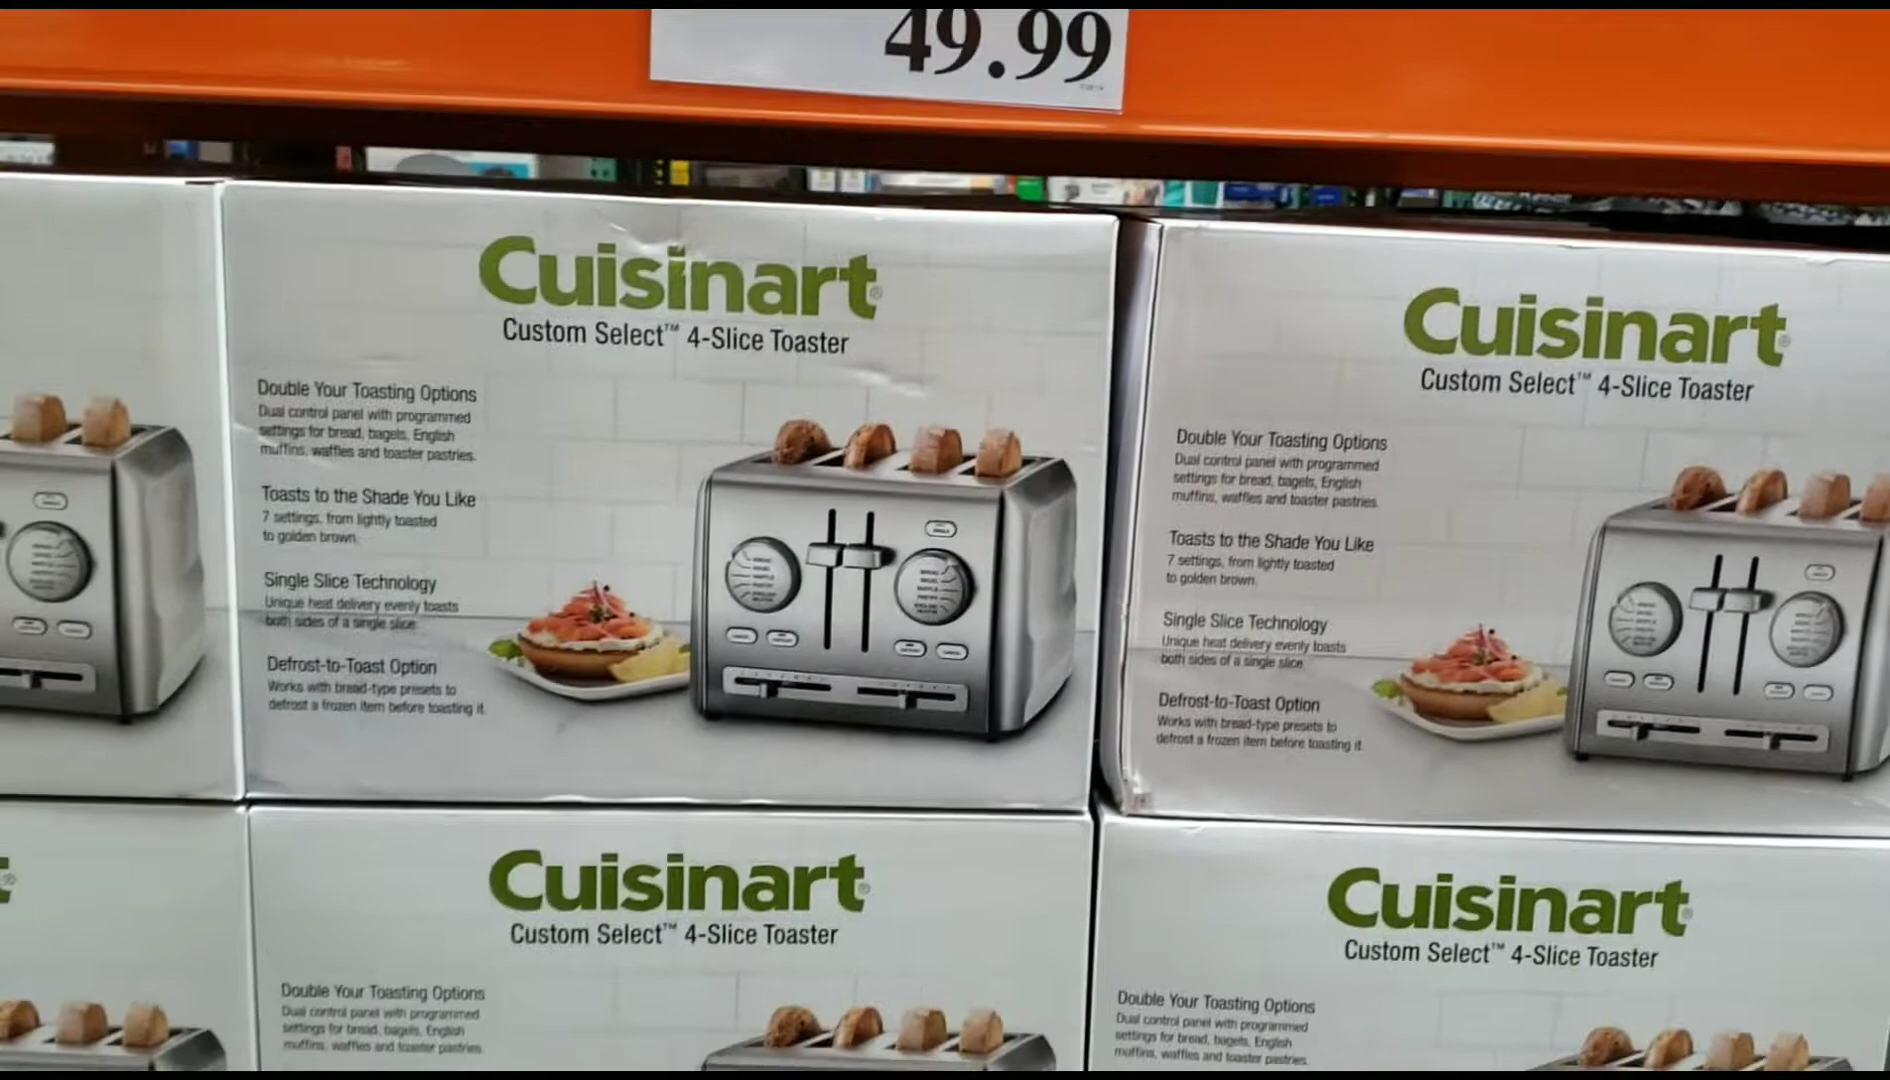 49.99
Cuisinart®
Custom Select™ 4-Slice Toaster
Double Your Toasting Options
Dual control panel with programmed
settings for bread, bagels, English
muffins, waffles and toaster pastries.
Toasts to the Shade You Like
7 settings, from lightly toasted
to golden brown.
Single Slice Technology
Unique heat delivery evenly toasts
both sides of a single slice.
Defrost-to-Toast Option
Works with bread-type presets to
defrost a frozen item before toasting it.
Cuisinart®
Custom Select™ 4-Slice Toaster
Double Your Toasting Options
Dual control panel with programmed
settings for bread, bagels, English
muffins, waffles and toaster pastries.
Toasts to the Shade You Like
7 settings, from lightly toasted
to golden brown.
Single Slice Technology
Unique heat delivery evenly toasts
both sides of a single slice.
Defrost-to-Toast Option
Works with bread-type presets to
defrost a frozen item before toasting it.
t®
Cuisinart®
Custom Select™ 4-Slice Toaster
Double Your Toasting Options
Dual control panel with programmed
settings for bread, bagels, English
muffins, waffles and toaster pastries.
Cuisinart®
Custom Select™ 4-Slice Toaster
Double Your Toasting Options
Dual control panel with programmed
settings for bread, bagels, English
muffins, waffles and toaster pastries.